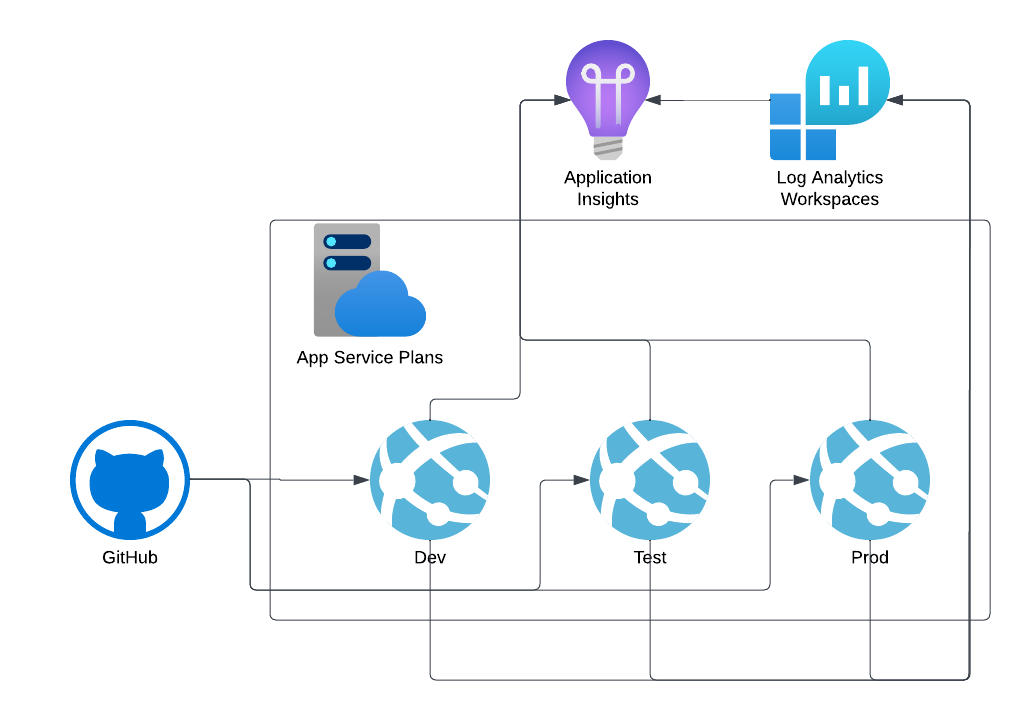 Application
Insights
Log Analytics
Workspaces
App Service Plans
GitHub
Dev
Test
Prod